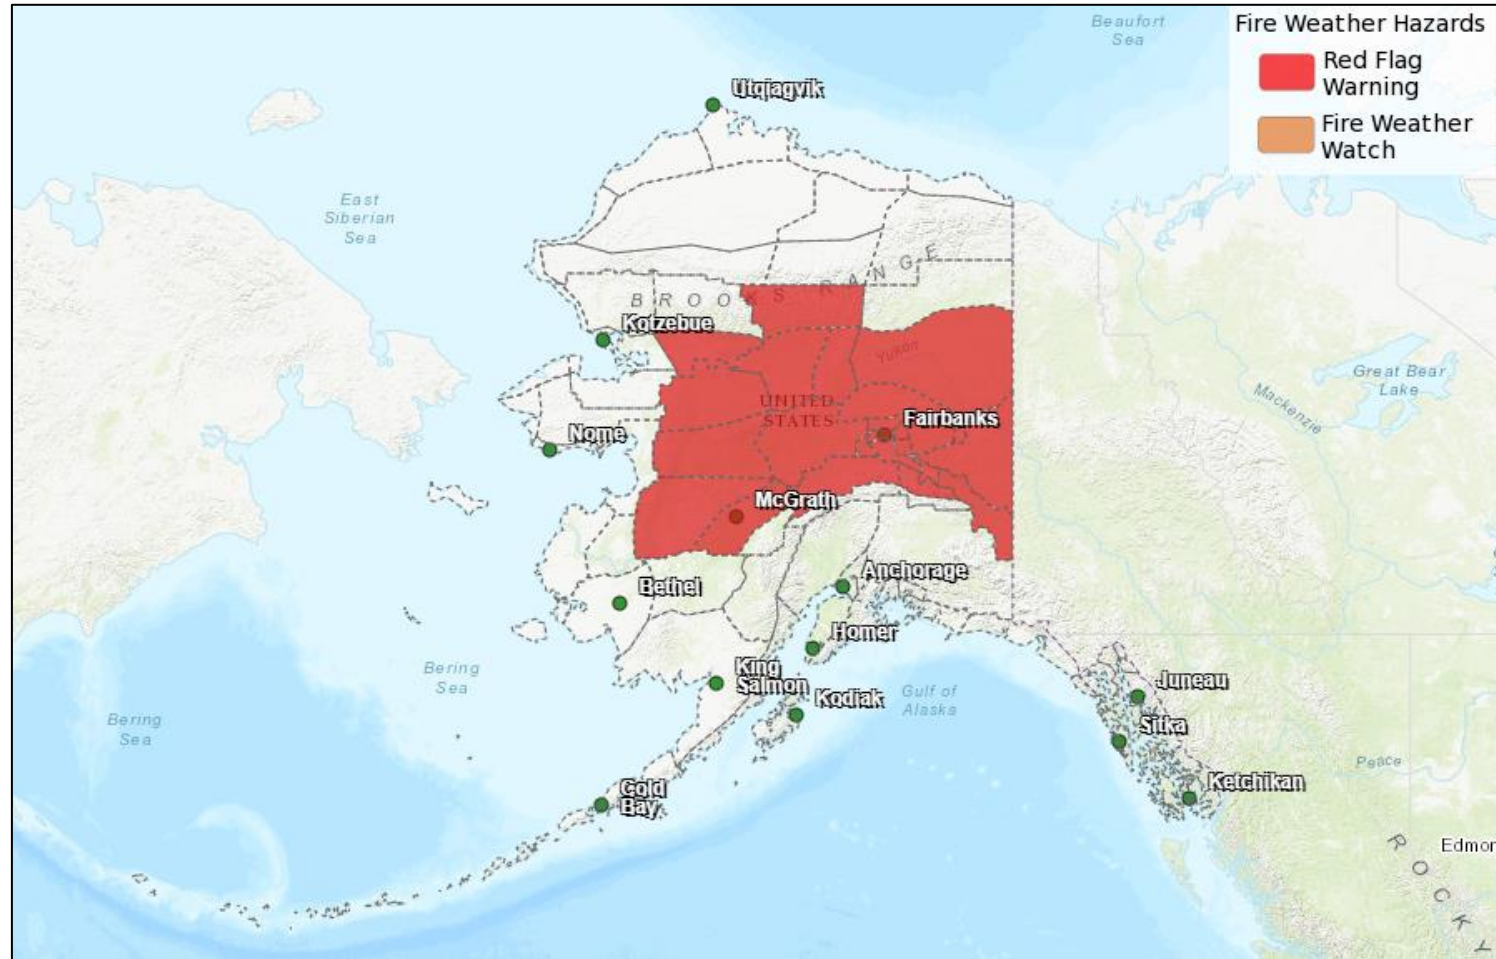 Beaufort
Sea
Fire Weather Hazards
Red Flag
Warning
Fire Weather
Watch
Utqiagvik
East
Siberian
Sea
BROOKS RANGE
Kotzebue
Yukon
Great Bear
Lake
Mackenzie
UNITED
STATES
Fairbanks
Nome
McGrath
Anchorage
Bethel
Homer
King
Salmon
Kodiak
Bering
Sea
Gulf of
Alaska
Juneau
Sitka
Bering
Sea
Peace
Ketchikan
Cold
Bay
Edmon
ROCKY